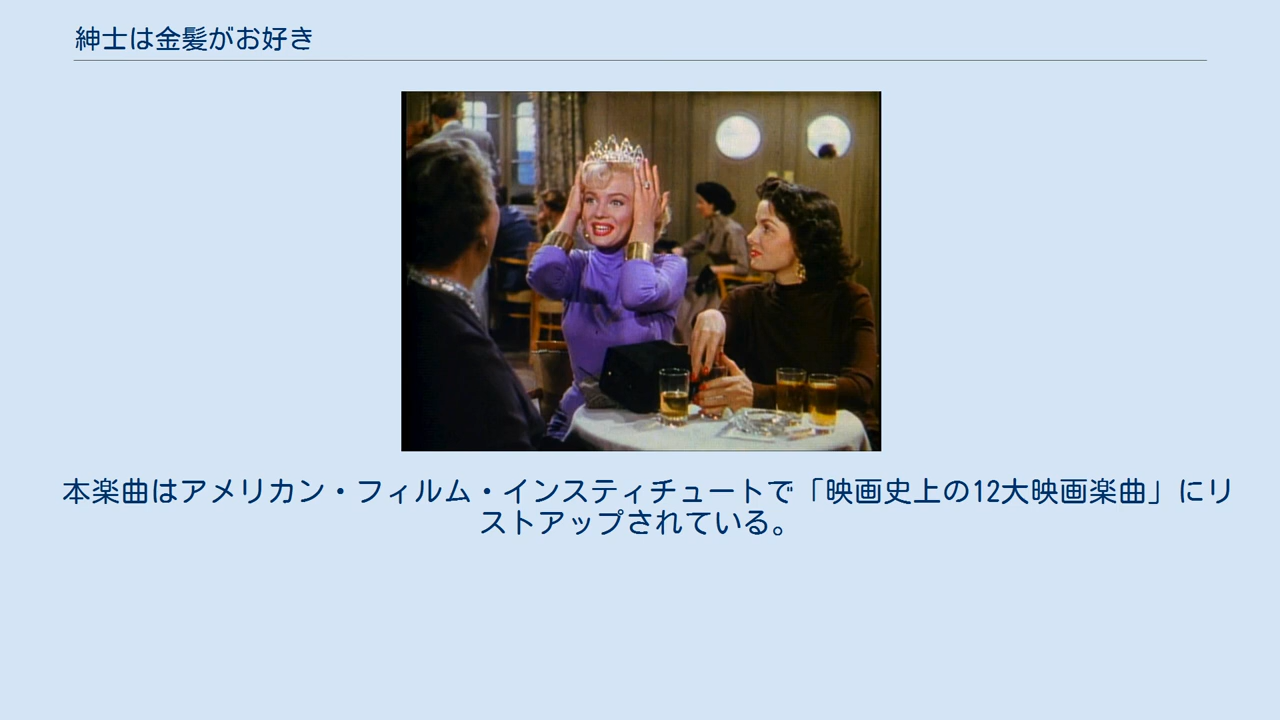 紳士は金髪がお好き
本楽曲はアメリカン・フィルム・インスティチュートで「映画史上の12大映画楽曲」にリ
ストアップされている。